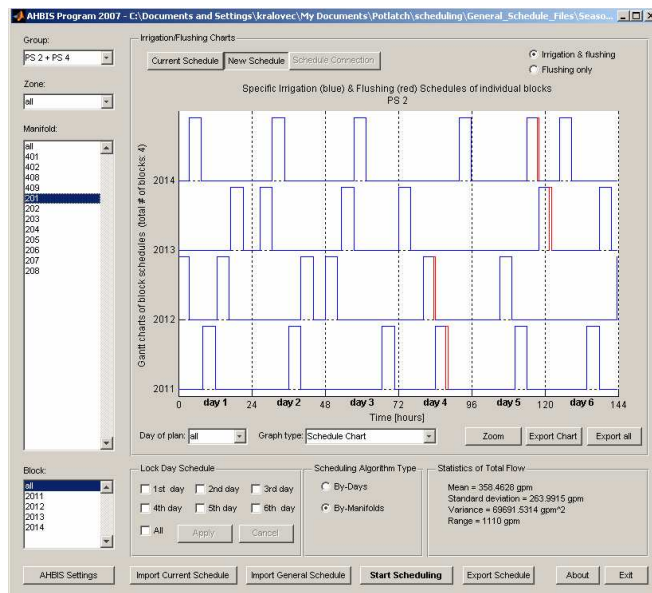 AHBIS Program 2007 - C:\Documents and Settings\kralovec\My Documents\Potlatch\scheduling\General_Schedule_Files\Seaso...
Group:
PS 2 + PS 4
Zone:
all
Manifold:
all
401
402
408
409
201
202
203
204
205
206
207
208
Block:
all
2011
2012
2013
2014
AHBIS Settings
Irrigation/Flushing Charts
Current Schedule
New Schedule
Schedule Connection
Irrigation & flushing
Flushing only
Specific Irrigation (blue) & Flushing (red) Schedules of individual blocks
PS 2
Gantt charts of block schedules (total # of blocks: 4)
2014
2013
2012
2011
0 day 1 24 day 2 48 day 3 72 day 4 96 day 5 120 day 6 144
Time [hours]
Day of plan: all
Graph type: Schedule Chart
Zoom
Export Chart
Export all
Lock Day Schedule
1st day 2nd day 3rd day
4th day 5th day 6th day
All
Apply
Cancel
Scheduling Algorithm Type
By-Days
By-Manifolds
Statistics of Total Flow
Mean = 358.4628 gpm
Standard deviation = 263.9915 gpm
Variance = 69691.5314 gpm^2
Range = 1110 gpm
Import Current Schedule
Import General Schedule
Start Scheduling
Export Schedule
About
Exit